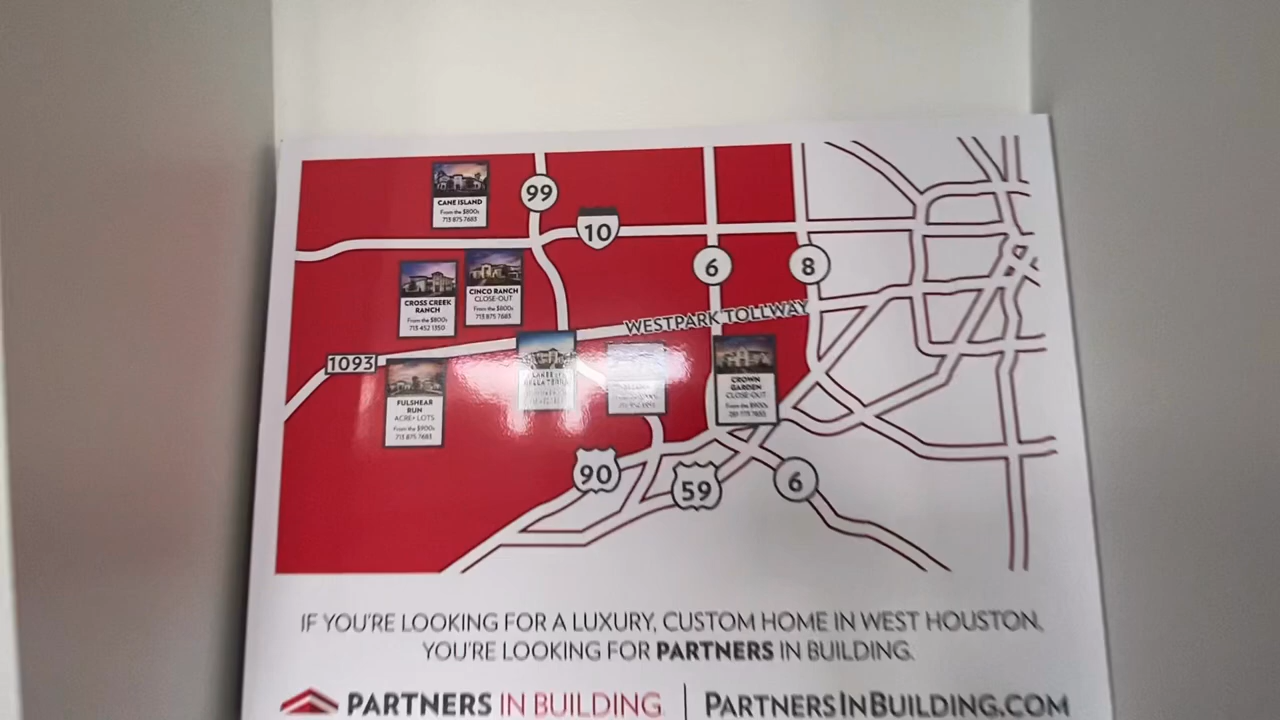 CANE ISLAND
From the $800s
713 875 7683
99
10
CINCO RANCH
CLOSE-OUT
From the $800s
713 875 7683
CROSS CREEK
RANCH
From the $800s
713 452 1350
6
8
WESTPARK TOLLWAY
1093
FULSHEAR
RUN
ACRE+ LOTS
From the $900s
713 875 7683
CROWN
GARDEN
CLOSE-OUT
From the $900s
90
59
6
IF YOU'RE LOOKING FOR A LUXURY, CUSTOM HOME IN WEST HOUSTON,
YOU'RE LOOKING FOR PARTNERS IN BUILDING.
PARTNERS IN BUILDING | PARTNERSINBUILDING.COM